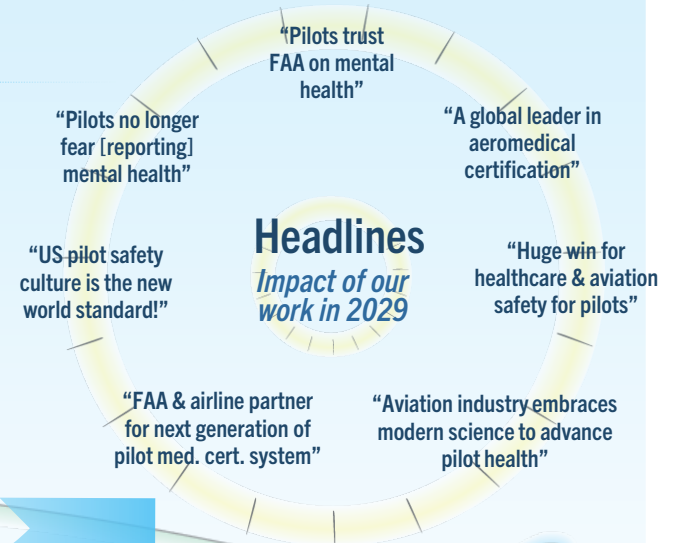 “Pilots trust
FAA on mental
health”
“A global leader in
aeromedical
certification”
“Pilots no longer
fear [reporting]
mental health”
Headlines
Impact of our
work in 2029
“Huge win for
healthcare & aviation
safety for pilots”
“US pilot safety
culture is the new
world standard!”
“FAA & airline partner
for next generation of
pilot med. cert. system”
“Aviation industry embraces
modern science to advance
pilot health”